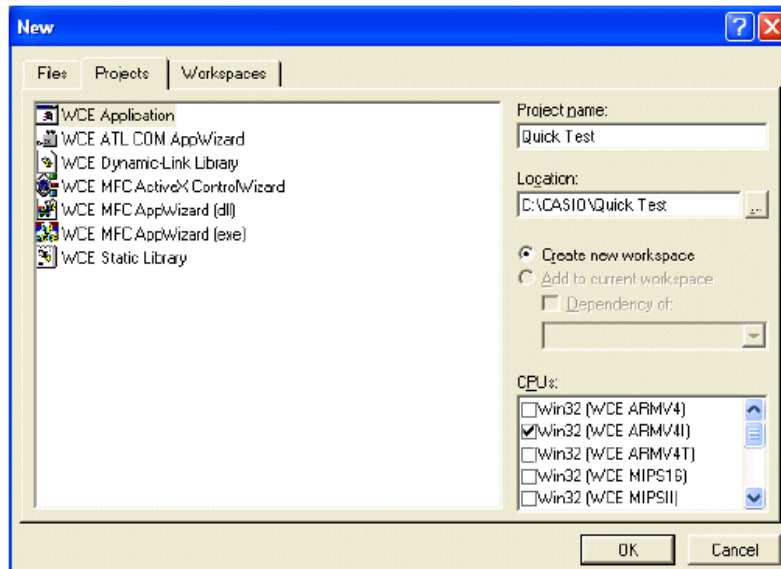 New
Files
Projects
Workspaces
WCE Application
WCE ATL COM AppWizard
WCE Dynamic-Link Library
WCE MFC ActiveX ControlWizard
WCE MFC AppWizard (dll)
WCE MFC AppWizard (exe)
WCE Static Library
Project name:
Quick Test
Location:
C:\CASIO\Quick Test
...
Create new workspace
Add to current workspace
Dependency of:
CPUs:
Win32 (WCE ARMV4)
Win32 (WCE ARMV4I)
Win32 (WCE ARMV4T)
Win32 (WCE MIPS16)
Win32 (WCE MIPSII)
OK
Cancel